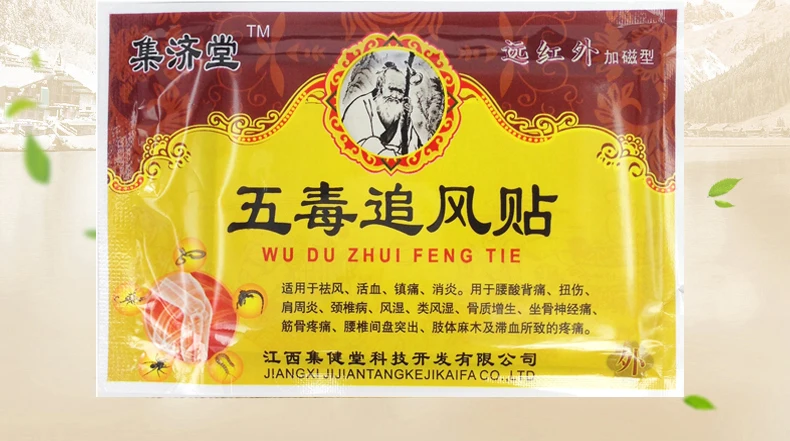 集济堂 TM
远红外 加磁型
五毒追风贴
WU DU ZHUI FENG TIE
适用于祛风、活血、镇痛、消炎。用于腰酸背痛、扭伤、
肩周炎、颈椎病、风湿、类风湿、骨质增生、坐骨神经痛、
筋骨疼痛、腰椎间盘突出、肢体麻木及滞血所致的疼痛。
江西集健堂科技开发有限公司
JIANGXI JIJIANTANGKEJIKAIFA CO., LTD
外